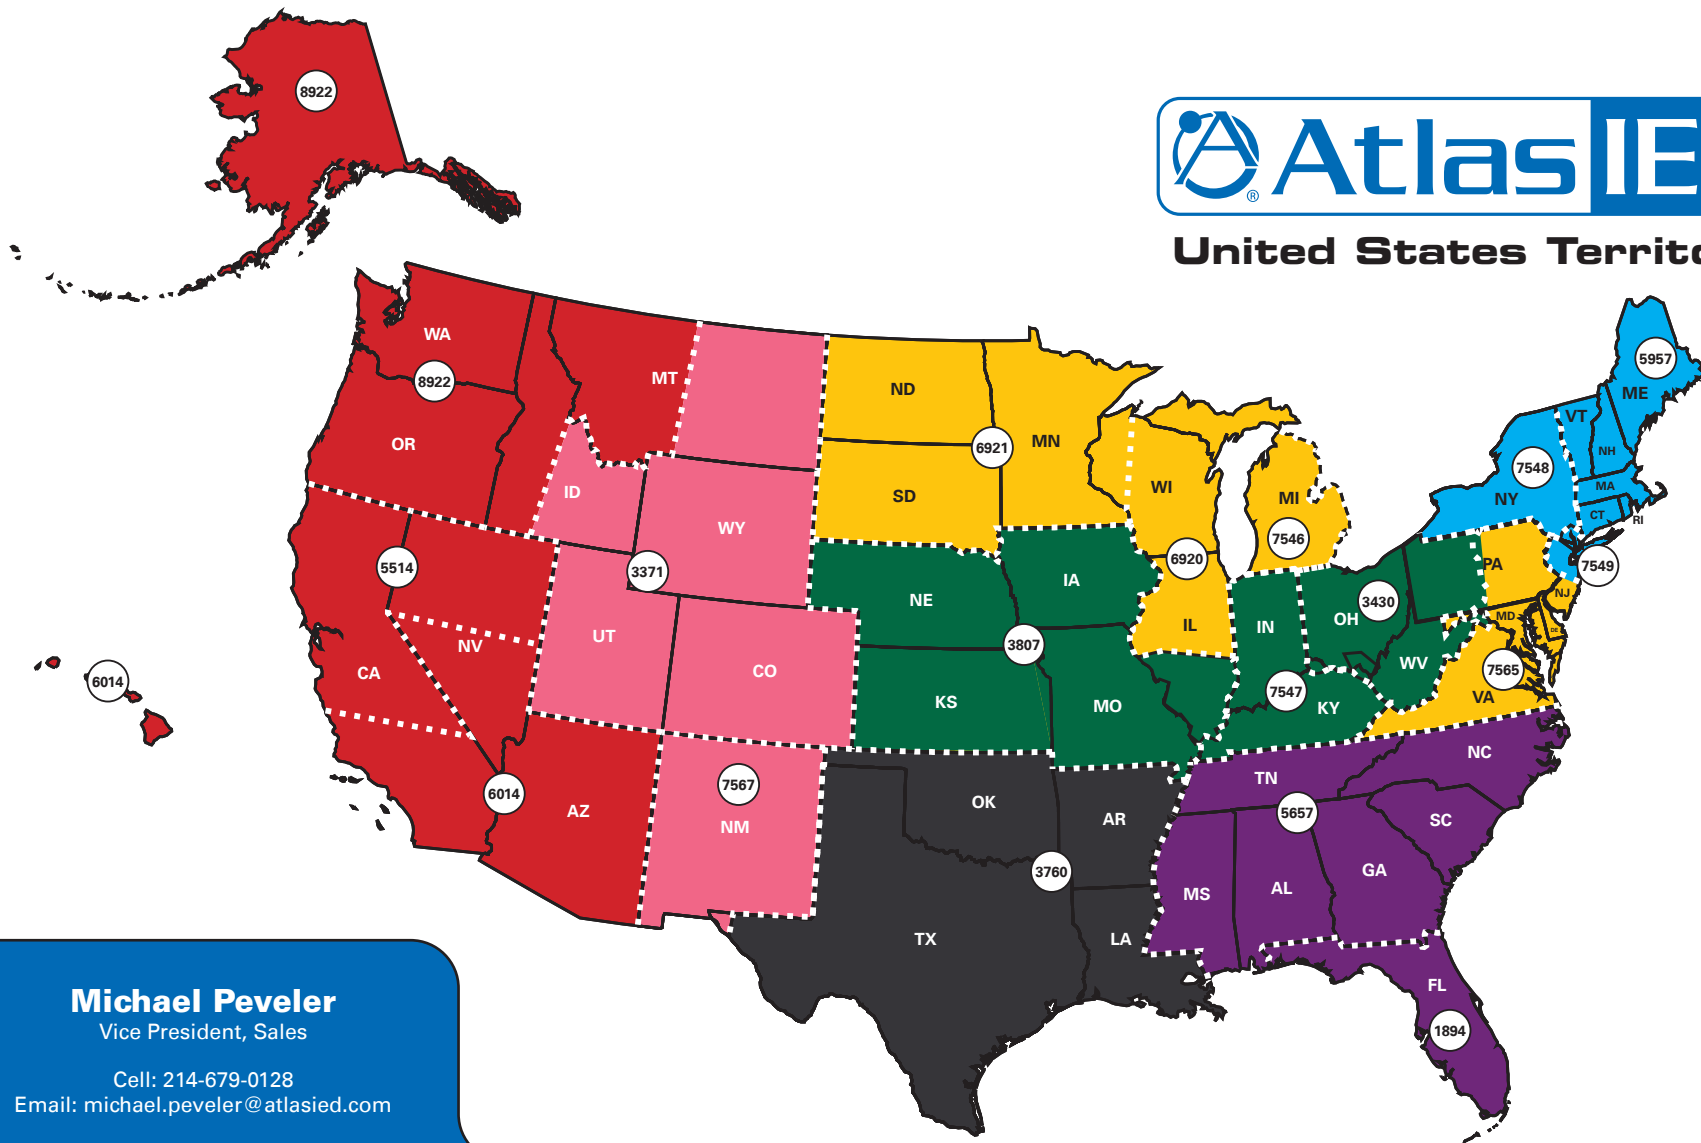 8922
Atlas IE
®
United States Territo
WA
8922
MT
OR
ID
WY
ND
MN
6921
SD
WI
MI
7546
6920
5957
ME
VT
NH
7548
NY
MA
CT
RI
7549
5514
3371
NV
UT
CA
CO
6014
NE
IA
IL
3807
KS
MO
IN
OH
3430
PA
NJ
MD
DE
WV
7565
VA
7547
KY
6014
AZ
7567
NM
OK
AR
3760
TX
LA
TN
NC
5657
SC
MS
AL
GA
FL
1894
Michael Peveler
Vice President, Sales
Cell: 214-679-0128
Email: michael.peveler@atlasied.com